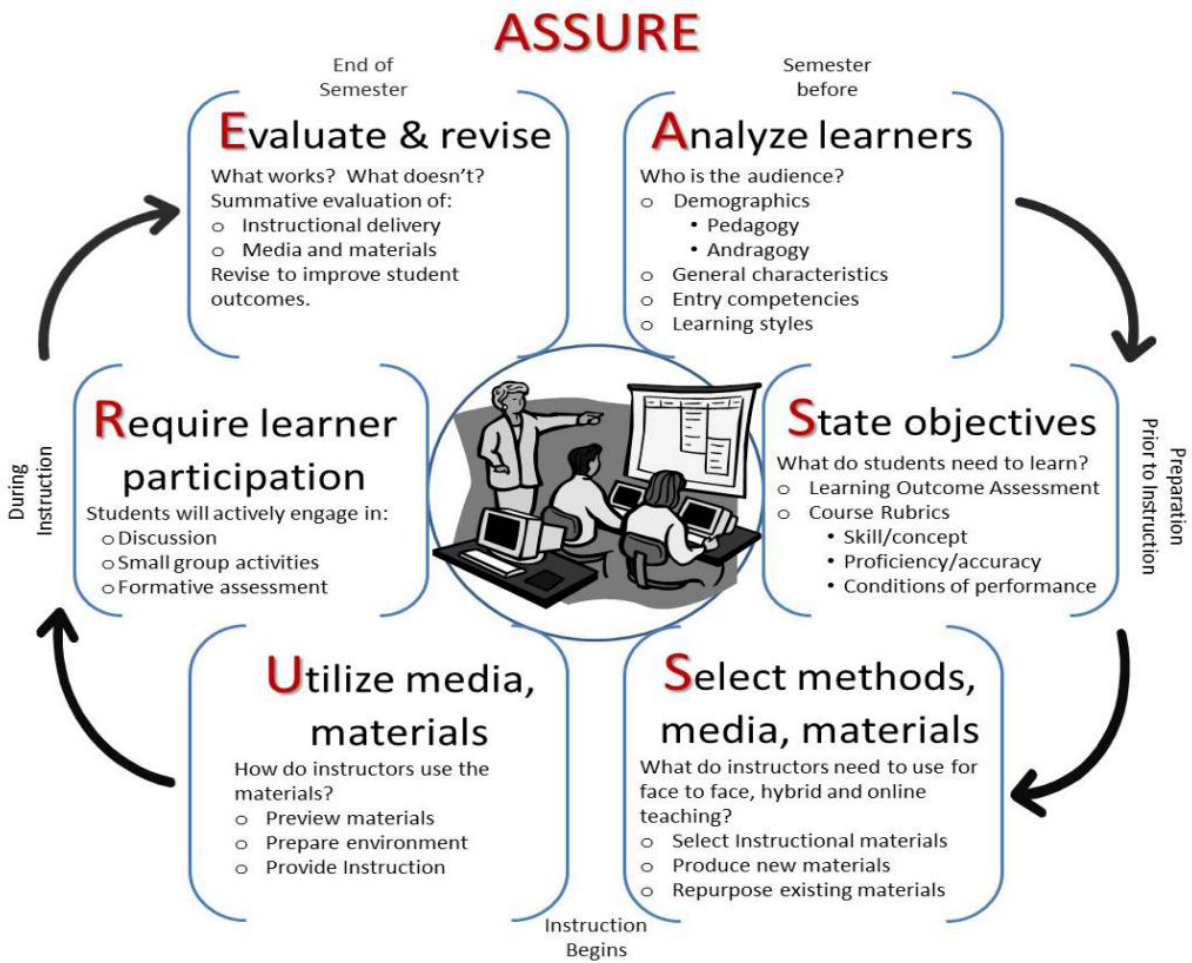 ASSURE
Semester
before
Analyze learners
Who is the audience?
o Demographics
• Pedagogy
• Andragogy
o General characteristics
o Entry competencies
o Learning styles
Preparation
Prior to Instruction
State objectives
What do students need to learn?
o Learning Outcome Assessment
o Course Rubrics
• Skill/concept
• Proficiency/accuracy
• Conditions of performance
Select methods,
media, materials
What do instructors need to use for
face to face, hybrid and online
teaching?
o Select Instructional materials
o Produce new materials
o Repurpose existing materials
Instruction
Begins
Utilize media,
materials
How do instructors use the
materials?
o Preview materials
o Prepare environment
o Provide Instruction
During
Instruction
Require learner
participation
Students will actively engage in:
o Discussion
o Small group activities
o Formative assessment
End of
Semester
Evaluate & revise
What works? What doesn't?
Summative evaluation of:
o Instructional delivery
o Media and materials
Revise to improve student
outcomes.